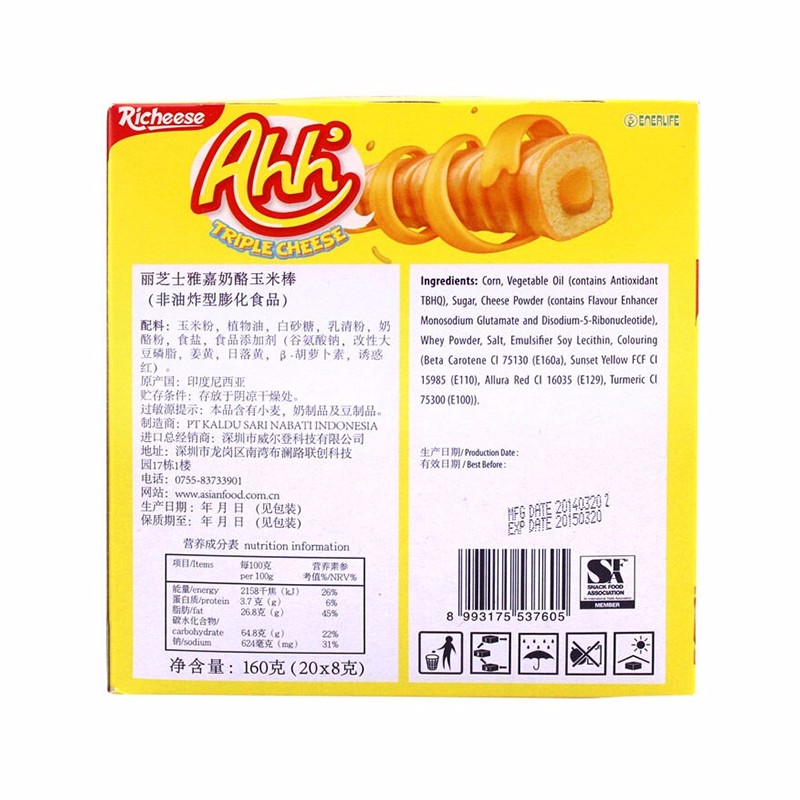 Richeese
Ahh
TRIPLE CHEESE
ENERLIFE
丽芝士雅嘉奶酪玉米棒
(非油炸型膨化食品)
配料：玉米粉，植物油，白砂糖，乳清粉，奶
酪粉，食盐，食品添加剂（谷氨酸钠，改性大
豆磷脂，姜黄，日落黄，β-胡萝卜素，诱惑
红）。
原产国：印度尼西亚
贮存条件：存放于阴凉干燥处。
过敏源提示：本品含有小麦，奶制品及豆制品。
制造商：PT KALDU SARI NABATI INDONESIA
进口总经销商：深圳市威尔登科技有限公司
地址：深圳市龙岗区南湾布澜路联创科技
园17栋1楼
电话：0755-83733901
网站：www.asianfood.com.cn
生产日期：年 月 日 （见包装）
保质期至：年 月 日 （见包装）
营养成分表 nutrition information
项目/Items 每100克 per 100g 营养素参考值%/NRV%
能量/energy 2158千焦（kJ） 26%
蛋白质/protein 3.7 克（g） 6%
脂肪/fat 26.8克（g） 45%
碳水化合物/
carbohydrate 64.8克（g） 22%
钠/sodium 624毫克（mg） 31%
净含量：160克(20x8克)
Ingredients: Corn, Vegetable Oil (contains Antioxidant
TBHQ), Sugar, Cheese Powder (contains Flavour Enhancer
Monosodium Glutamate and Disodium-5-Ribonucleotide),
Whey Powder, Salt, Emulsifier Soy Lecithin, Colouring
(Beta Carotene CI 75130 (E160a), Sunset Yellow FCF CI
15985 (E110), Allura Red CI 16035 (E129), Turmeric CI
75300 (E100)).
生产日期/ Production Date :
有效日期 / Best Before :
MFG DATE 20140320 2
EXP DATE 20150320
8 993175 537605
SFA
SNACK FOOD
ASSOCIATION
An International Trade Association
MEMBER